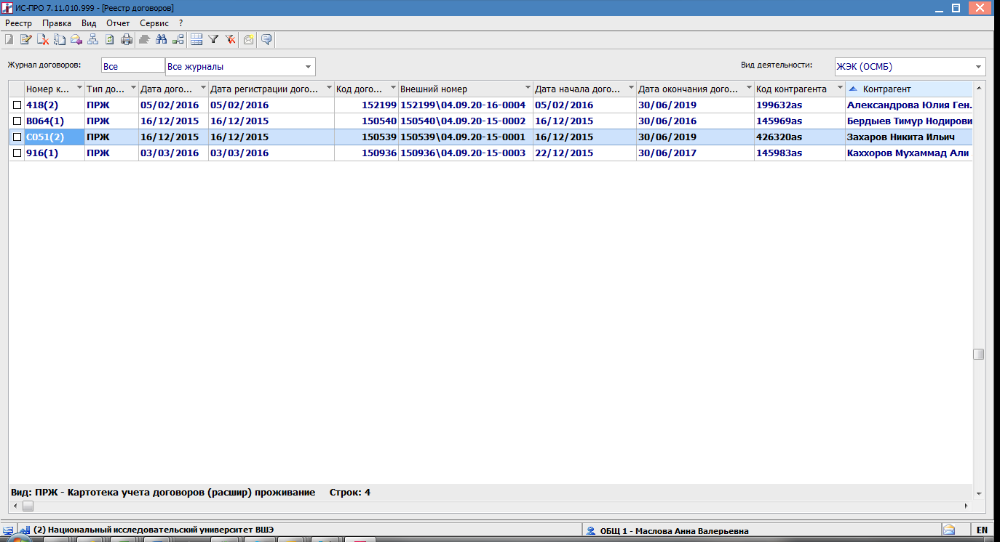 ИС-ПРО 7.11.010.999 - [Реестр договоров]
Реестр Правка Вид Отчет Сервис ?
Журнал договоров: Все Все журналы Вид деятельности: ЖЭК (ОСМБ)
Номер к... Тип до... Дата дого... Дата регистрации дого... Код дого... Внешний номер Дата начала дого... Дата окончания дого... Код контрагента Контрагент
418(2) ПРЖ 05/02/2016 05/02/2016 152199 152199\04.09.20-16-0004 05/02/2016 30/06/2019 199632as Александрова Юлия Ген.
В064(1) ПРЖ 16/12/2015 16/12/2015 150540 150540\04.09.20-15-0002 16/12/2015 30/06/2016 145969as Бердыев Тимур Нодирови
С051(2) ПРЖ 16/12/2015 16/12/2015 150539 150539\04.09.20-15-0001 16/12/2015 30/06/2019 426320as Захаров Никита Ильич
916(1) ПРЖ 03/03/2016 03/03/2016 150936 150936\04.09.20-15-0003 22/12/2015 30/06/2017 145983as Каххоров Мухаммад Али
Вид: ПРЖ - Картотека учета договоров (расшир) проживание Строк: 4
(2) Национальный исследовательский университет ВШЭ ОБЩ 1 - Маслова Анна Валерьевна EN